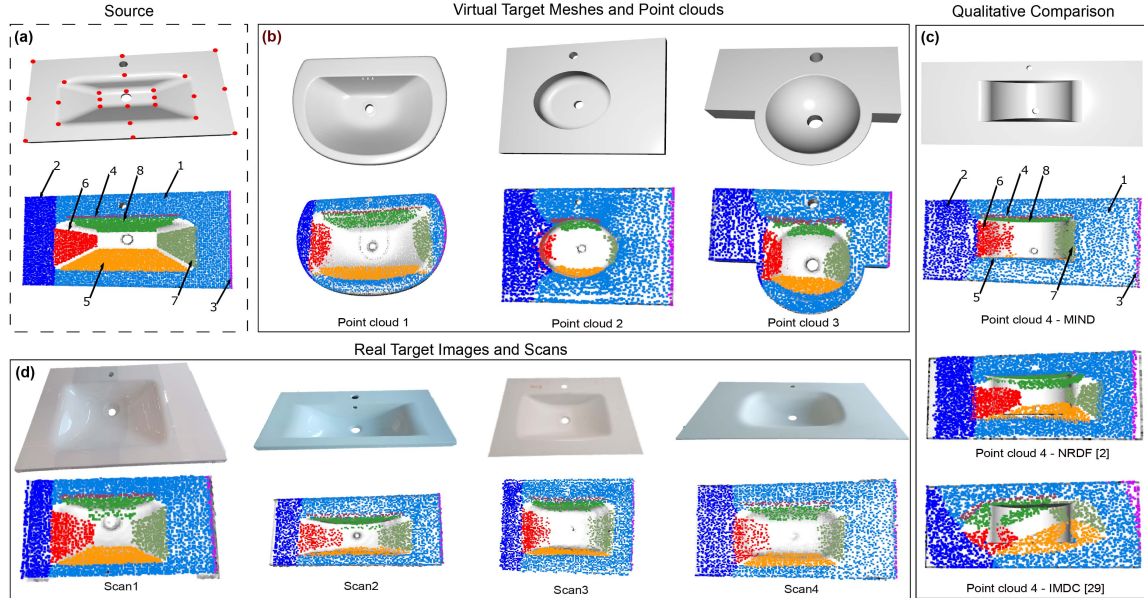 Source
Virtual Target Meshes and Point clouds
Qualitative Comparison
(a)
(b)
(c)
2
6
4
8
1
5
7
3
Point cloud 1
Point cloud 2
Point cloud 3
2
6
4
8
1
5
7
3
Point cloud 4 - MIND
Real Target Images and Scans
(d)
Point cloud 4 - NRDF [2]
Scan1
Scan2
Scan3
Scan4
Point cloud 4 - IMDC [29]